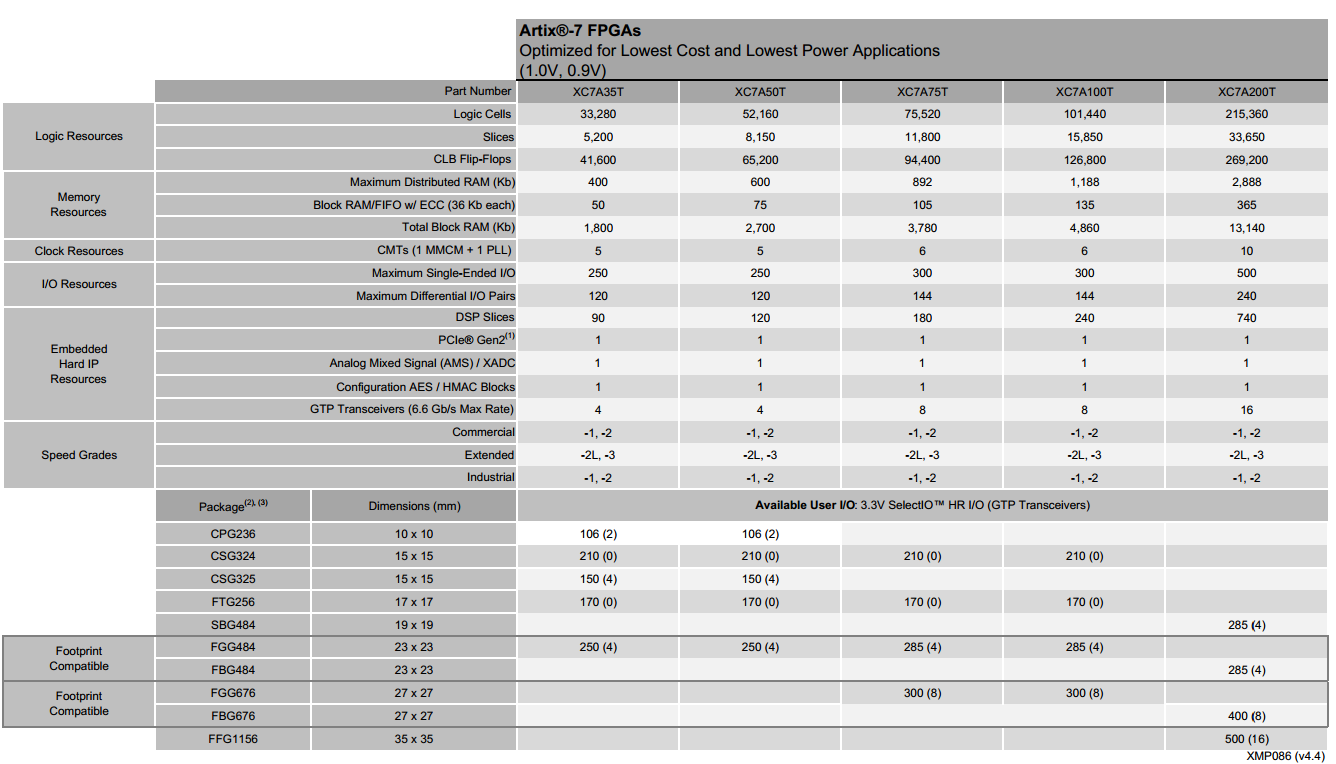 Artix®-7 FPGAs
Optimized for Lowest Cost and Lowest Power Applications
(1.0V, 0.9V)
Part Number XC7A35T XC7A50T XC7A75T XC7A100T XC7A200T
Logic Resources
Logic Cells 33,280 52,160 75,520 101,440 215,360
Slices 5,200 8,150 11,800 15,850 33,650
CLB Flip-Flops 41,600 65,200 94,400 126,800 269,200
Memory
Resources
Maximum Distributed RAM (Kb) 400 600 892 1,188 2,888
Block RAM/FIFO w/ ECC (36 Kb each) 50 75 105 135 365
Total Block RAM (Kb) 1,800 2,700 3,780 4,860 13,140
Clock Resources CMTs (1 MMCM + 1 PLL) 5 5 6 6 10
I/O Resources
Maximum Single-Ended I/O 250 250 300 300 500
Maximum Differential I/O Pairs 120 120 144 144 240
Embedded
Hard IP
Resources
DSP Slices 90 120 180 240 740
PCIe® Gen2(1) 1 1 1 1 1
Analog Mixed Signal (AMS) / XADC 1 1 1 1 1
Configuration AES / HMAC Blocks 1 1 1 1 1
GTP Transceivers (6.6 Gb/s Max Rate) 4 4 8 8 16
Speed Grades
Commercial -1, -2 -1, -2 -1, -2 -1, -2 -1, -2
Extended -2L, -3 -2L, -3 -2L, -3 -2L, -3 -2L, -3
Industrial -1, -2 -1, -2 -1, -2 -1, -2 -1, -2
Package(2), (3) Dimensions (mm) Available User I/O: 3.3V SelectIO™ HR I/O (GTP Transceivers)
CPG236 10 x 10 106 (2) 106 (2)
CSG324 15 x 15 210 (0) 210 (0) 210 (0) 210 (0)
CSG325 15 x 15 150 (4) 150 (4)
FTG256 17 x 17 170 (0) 170 (0) 170 (0) 170 (0)
SBG484 19 x 19 285 (4)
Footprint
Compatible
FGG484 23 x 23 250 (4) 250 (4) 285 (4) 285 (4)
FBG484 23 x 23 285 (4)
Footprint
Compatible
FGG676 27 x 27 300 (8) 300 (8)
FBG676 27 x 27 400 (8)
FFG1156 35 x 35 500 (16)
XMP086 (v4.4)